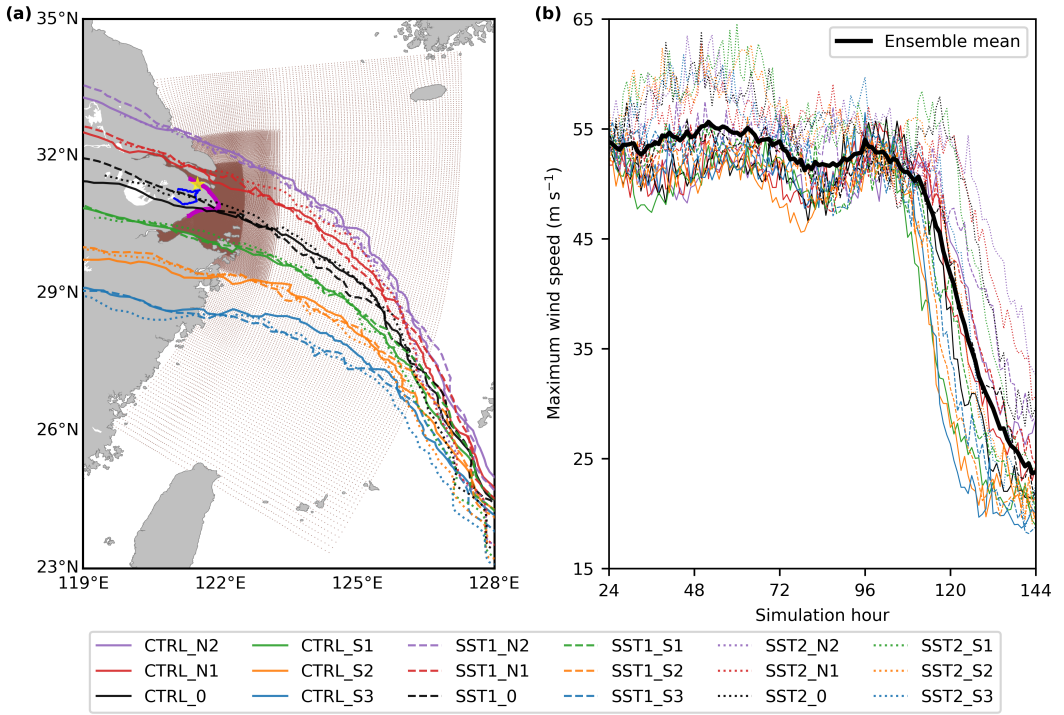 (a)
35°N
32°N
29°N
26°N
23°N
119°E 122°E 125°E 128°E
(b)
65
55
45
35
25
15
Maximum wind speed (m s⁻¹)
Ensemble mean
24 48 72 96 120 144
Simulation hour
CTRL_N2 CTRL_S1 SST1_N2 SST1_S1 SST2_N2 SST2_S1
CTRL_N1 CTRL_S2 SST1_N1 SST1_S2 SST2_N1 SST2_S2
CTRL_0 CTRL_S3 SST1_0 SST1_S3 SST2_0 SST2_S3